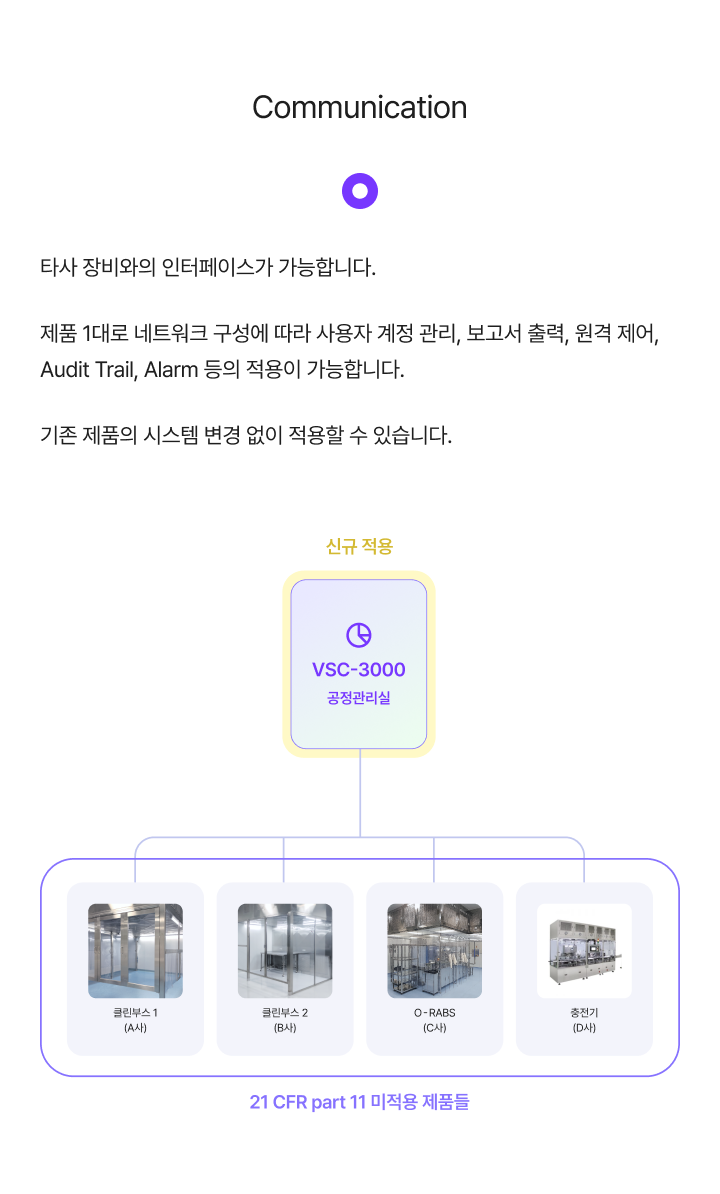 Communication
타사 장비와의 인터페이스가 가능합니다.
제품 1대로 네트워크 구성에 따라 사용자 계정 관리, 보고서 출력, 원격 제어,
Audit Trail, Alarm 등의 적용이 가능합니다.
기존 제품의 시스템 변경 없이 적용할 수 있습니다.
신규 적용
VSC-3000
공정관리실
클린부스 1
(A사)
클린부스 2
(B사)
O-RABS
(C사)
충전기
(D사)
21 CFR part 11 미적용 제품들